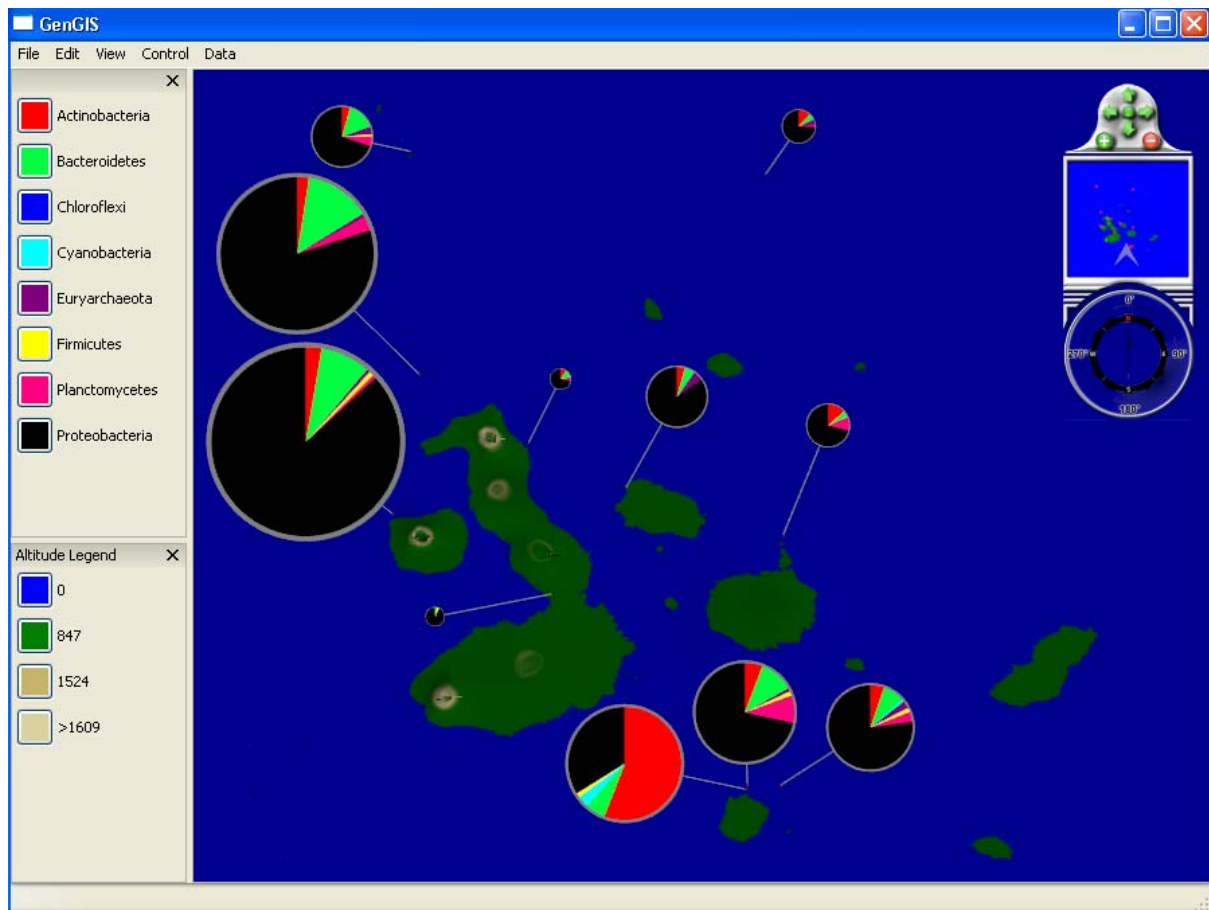 GenGIS
File Edit View Control Data
Actinobacteria
Bacteroidetes
Chloroflexi
Cyanobacteria
Euryarchaeota
Firmicutes
Planctomycetes
Proteobacteria
Altitude Legend
0
847
1524
>1609
0°
N
270° W E 90°
S
180°